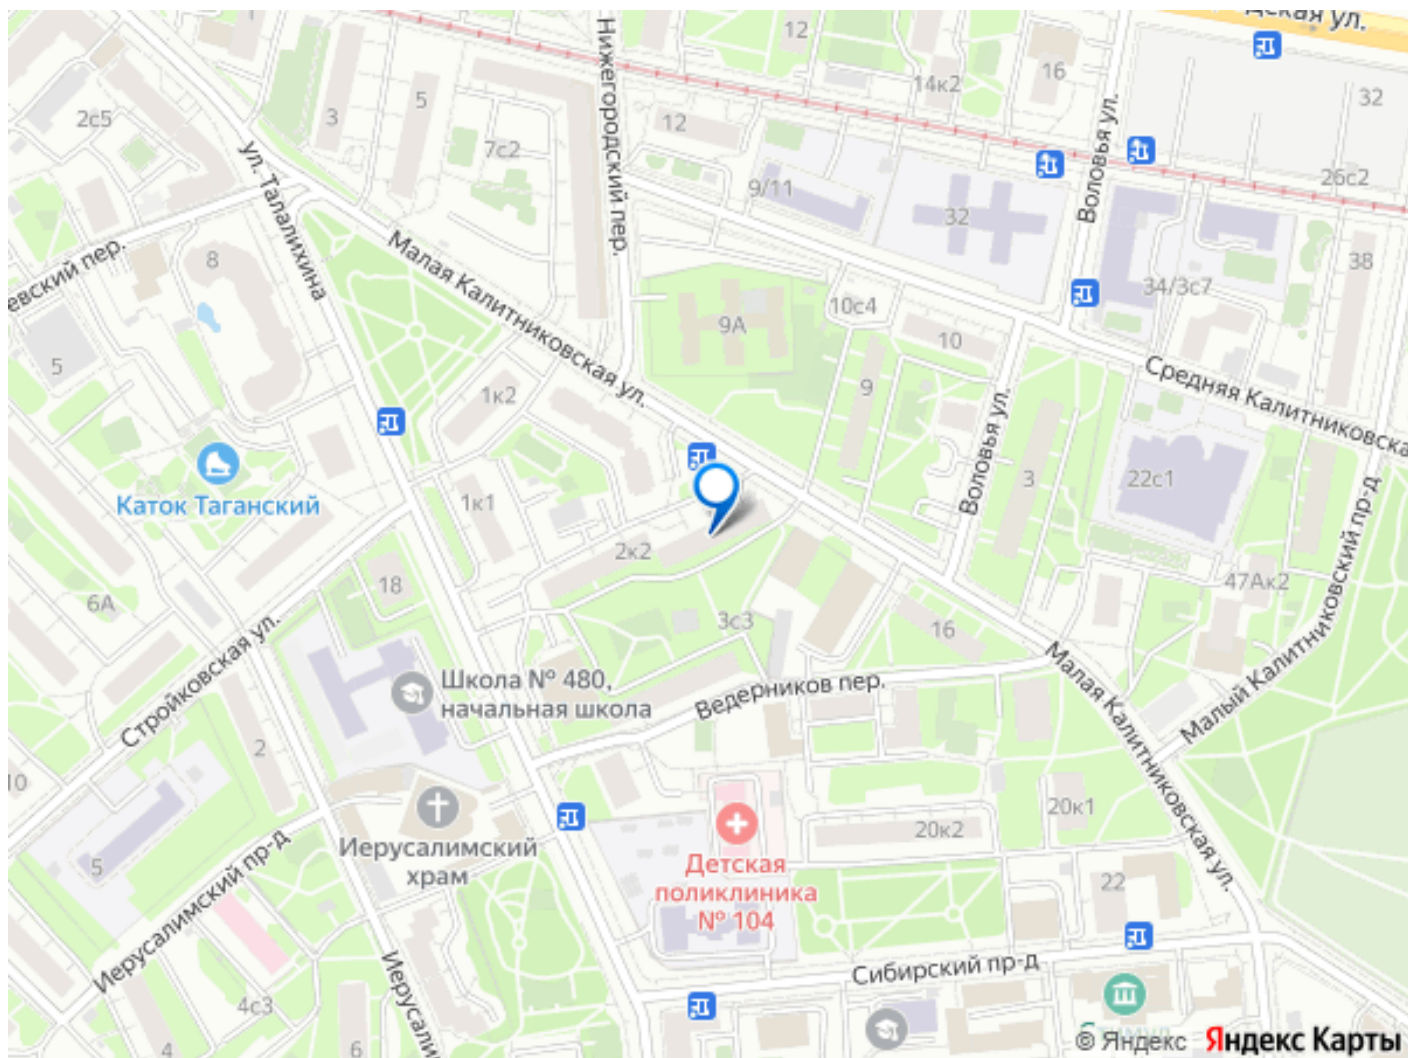 дская ул.
12
16
14к2
32
5
3
2с5
Нижегородский пер.
12
7с2
Воловья ул.
9/11
26с2
32
ул. Талалихина
евский пер.
8
Малая Калитниковская ул.
38
34/3с7
10с4
9А
10
5
9
Средняя Калитниковска
1к2
Воловья ул.
Каток Таганский
1к1
3
22с1
2к2
Малый Калитниковский пр-д
18
6А
47Ак2
3с3
16
Стройковская ул.
Школа № 480,
начальная школа
Ведерников пер.
Малая Калитниковская ул.
2
10
20к1
20к2
Иерусалимский
храм
5
Детская
поликлиника
№ 104
22
Иерусалимский пр-д
Сибирский пр-д
4с3
Иерусали
4
6
© Яндекс Яндекс Карты